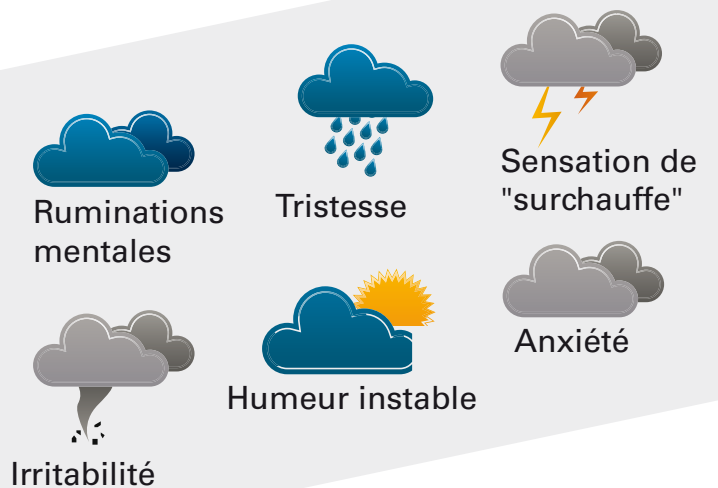 Ruminations
mentales
Tristesse
Sensation de
"surchauffe"
Irritabilité
Humeur instable
Anxiété